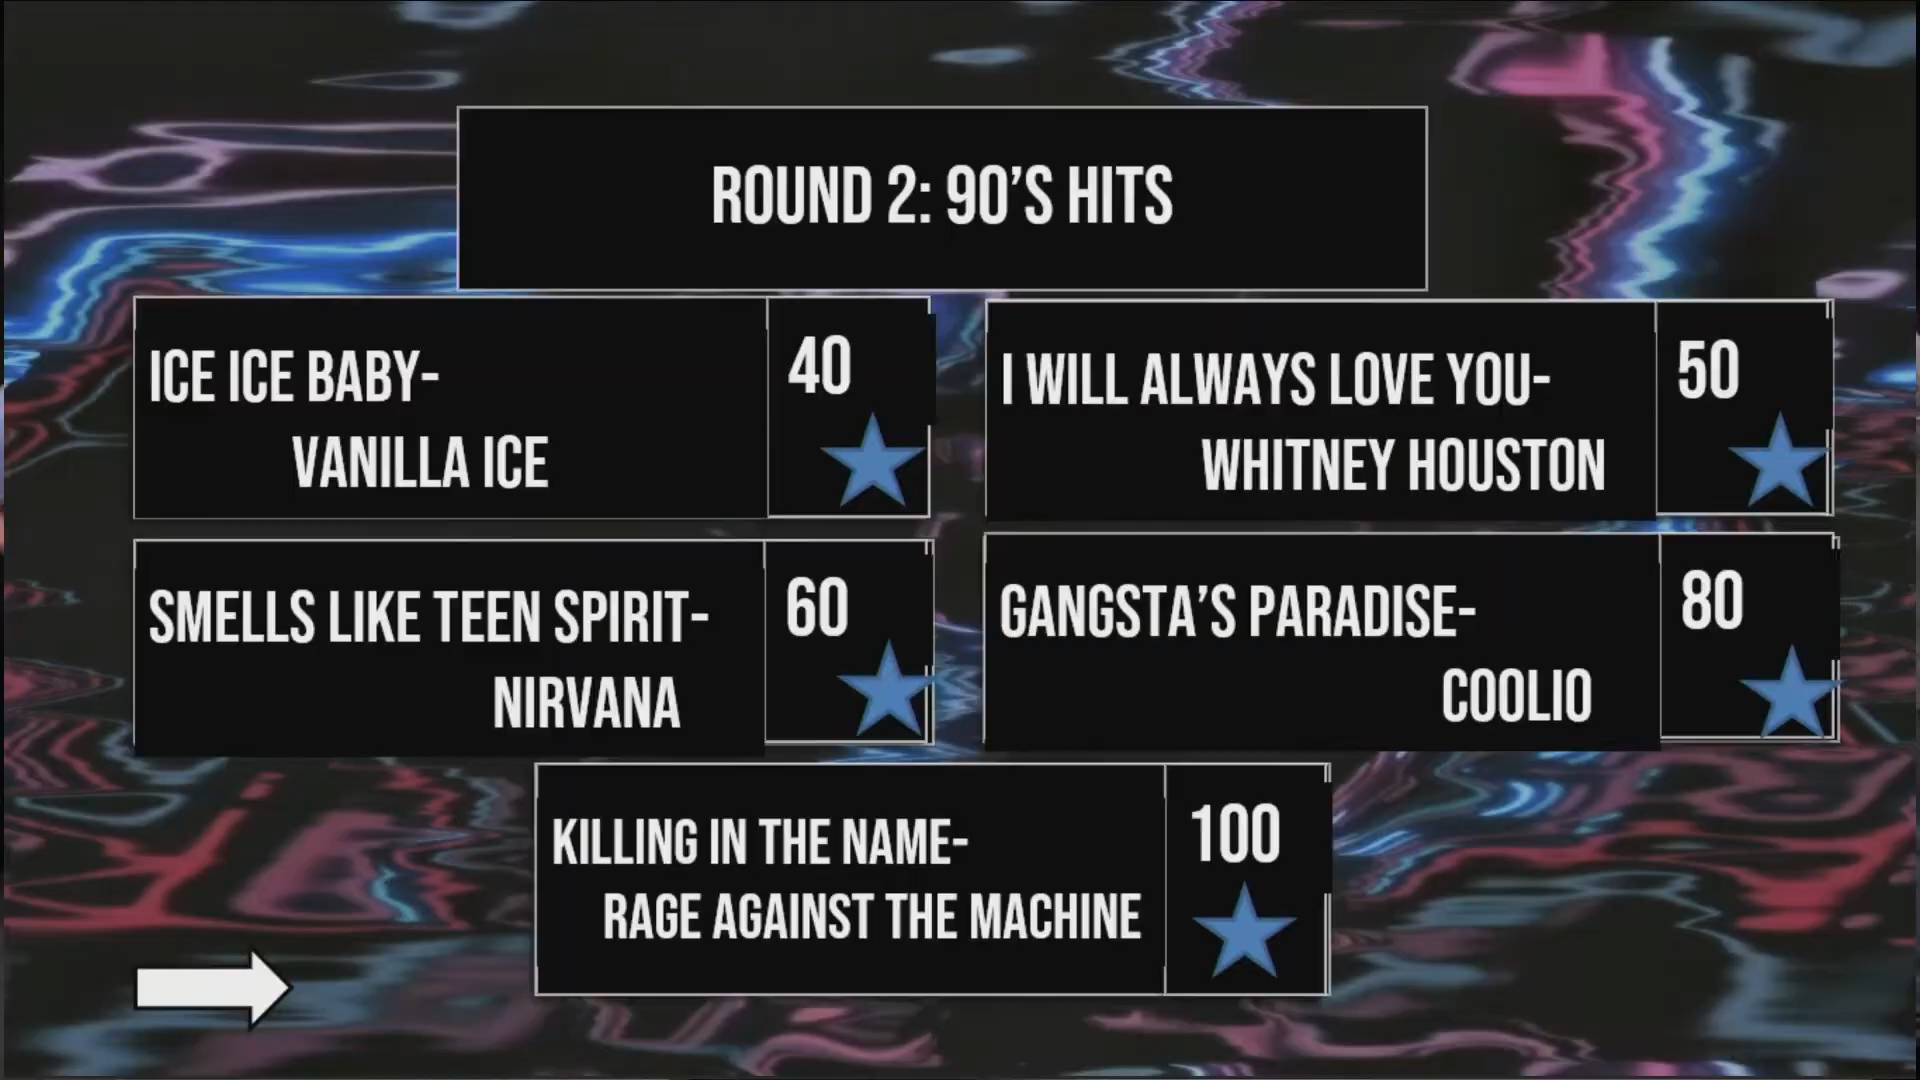 ROUND 2: 90'S HITS
ICE ICE BABY-
VANILLA ICE
40
I WILL ALWAYS LOVE YOU-
WHITNEY HOUSTON
50
SMELLS LIKE TEEN SPIRIT-
NIRVANA
60
GANGSTA'S PARADISE-
COOLIO
80
KILLING IN THE NAME-
RAGE AGAINST THE MACHINE
100